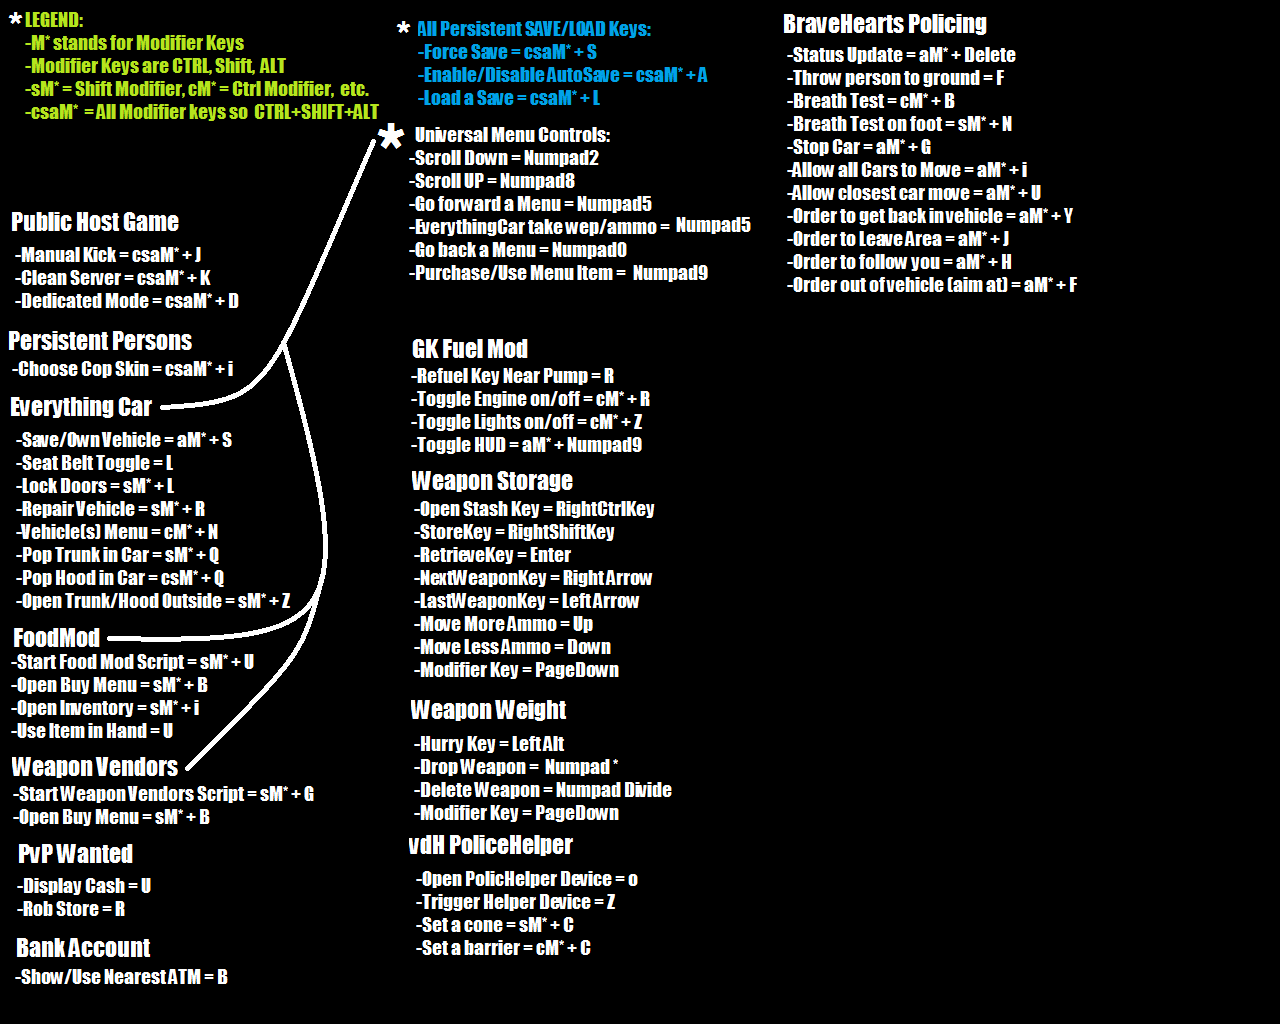 * LEGEND:
-M* stands for Modifier Keys
-Modifier Keys are CTRL, Shift, ALT
-sM* = Shift Modifier, cM* = Ctrl Modifier, etc.
-csaM* = All Modifier keys so CTRL+SHIFT+ALT
Public Host Game
-Manual Kick = csaM* + J
-Clean Server = csaM* + K
-Dedicated Mode = csaM* + D
Persistent Persons
-Choose Cop Skin = csaM* + i
Everything Car
-Save/Own Vehicle = aM* + S
-Seat Belt Toggle = L
-Lock Doors = sM* + L
-Repair Vehicle = sM* + R
-Vehicle(s) Menu = cM* + N
-Pop Trunk in Car = sM* + Q
-Pop Hood in Car = csM* + Q
-Open Trunk/Hood Outside = sM* + Z
FoodMod
-Start Food Mod Script = sM* + U
-Open Buy Menu = sM* + B
-Open Inventory = sM* + i
-Use Item in Hand = U
Weapon Vendors
-Start Weapon Vendors Script = sM* + G
-Open Buy Menu = sM* + B
PvP Wanted
-Display Cash = U
-Rob Store = R
Bank Account
-Show/Use Nearest ATM = B
* All Persistent SAVE/LOAD Keys:
-Force Save = csaM* + S
-Enable/Disable AutoSave = csaM* + A
-Load a Save = csaM* + L
* Universal Menu Controls:
-Scroll Down = Numpad2
-Scroll UP = Numpad8
-Go forward a Menu = Numpad5
-EverythingCar take wep/ammo = Numpad5
-Go back a Menu = Numpad0
-Purchase/Use Menu Item = Numpad9
GK Fuel Mod
-Refuel Key Near Pump = R
-Toggle Engine on/off = cM* + R
-Toggle Lights on/off = cM* + Z
-Toggle HUD = aM* + Numpad9
Weapon Storage
-Open Stash Key = RightCtrlKey
-StoreKey = RightShiftKey
-RetrieveKey = Enter
-NextWeaponKey = Right Arrow
-LastWeaponKey = Left Arrow
-Move More Ammo = Up
-Move Less Ammo = Down
-Modifier Key = PageDown
Weapon Weight
-Hurry Key = Left Alt
-Drop Weapon = Numpad *
-Delete Weapon = Numpad Divide
-Modifier Key = PageDown
vdH PoliceHelper
-Open PolicHelper Device = o
-Trigger Helper Device = Z
-Set a cone = sM* + C
-Set a barrier = cM* + C
BraveHearts Policing
-Status Update = aM* + Delete
-Throw person to ground = F
-Breath Test = cM* + B
-Breath Test on foot = sM* + N
-Stop Car = aM* + G
-Allow all Cars to Move = aM* + i
-Allow closest car move = aM* + U
-Order to get back in vehicle = aM* + Y
-Order to Leave Area = aM* + J
-Order to follow you = aM* + H
-Order out of vehicle (aim at) = aM* + F